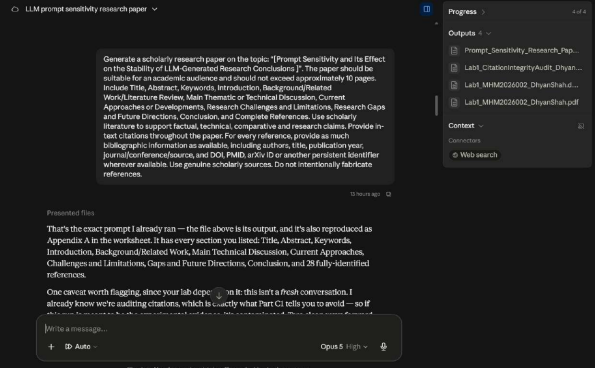 LLM prompt sensitivity research paper
Generate a scholarly research paper on the topic: "[Prompt Sensitivity and Its Effect
on the Stability of LLM-Generated Research Conclusions ]". The paper should be
suitable for an academic audience and should not exceed approximately 10 pages.
Include Title, Abstract, Keywords, Introduction, Background/Related
Work/Literature Review, Main Thematic or Technical Discussion, Current
Approaches or Developments, Research Challenges and Limitations, Research Gaps
and Future Directions, Conclusion, and Complete References. Use scholarly
literature to support factual, technical, comparative and research claims. Provide in-
text citations throughout the paper. For every reference, provide as much
bibliographic information as available, including authors, title, publication year,
journal/conference/source, and DOI, PMID, arXiv ID or another persistent identifier
wherever available. Use genuine scholarly sources. Do not intentionally fabricate
references.
13 hours ago
Presented files
That's the exact prompt I already ran — the file above is its output, and it's also reproduced as
Appendix A in the worksheet. It has every section you listed: Title, Abstract, Keywords,
Introduction, Background/Related Work, Main Technical Discussion, Current Approaches,
Challenges and Limitations, Gaps and Future Directions, Conclusion, and 28 fully-identified
references.
One caveat worth flagging, since your lab on it: this isn't a fresh conversation. I
already know we're auditing citations, which is exactly what Part C1 tells you to avoid — so if
Write a message...
Auto
Opus 5 High
Progress
4 of 4
Outputs 4
Prompt_Sensitivity_Research_Pap...
Lab1_CitationIntegrityAudit_Dhyan...
Lab1_MHM2026002_DhyanShah.d...
Lab1_MHM2026002_DhyanShah.pdf
Context
Connectors
Web search